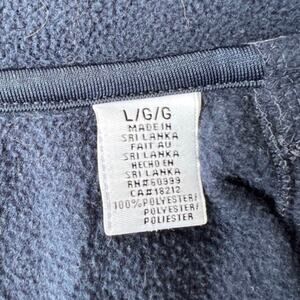 L/G/G
MADE IN
SRI LANKA
FAIT AU
SRI LANKA
HECHO EN
SRI LANKA
RN#60999
CA#18212
100%POLYESTER/
POLYESTER/
POLIESTER